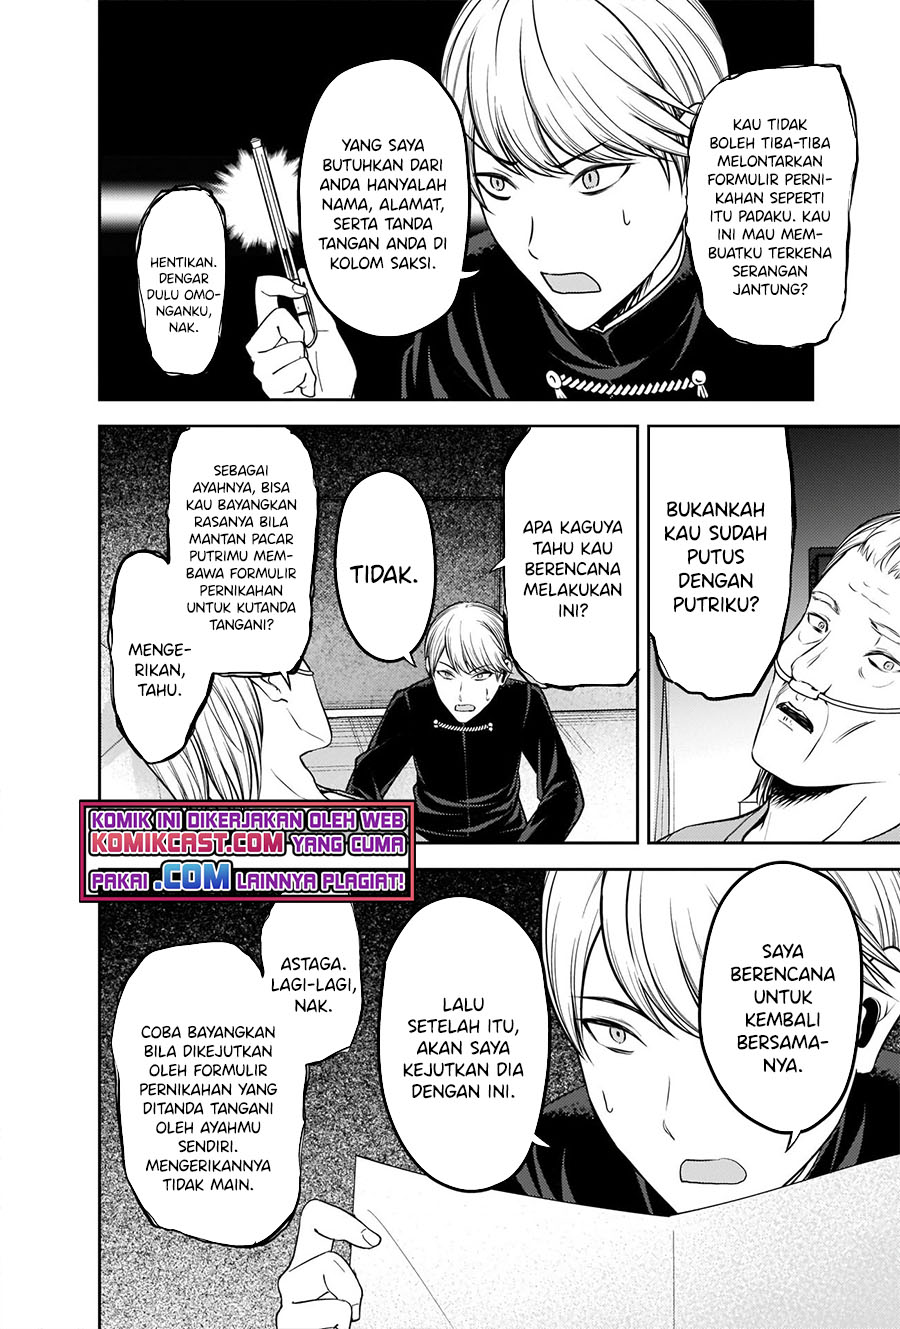 KAU TIDAK
BOLEH TIBA-TIBA
MELONTARKAN
FORMULIR PERNI-
KAHAN SEPERTI
ITU PADAKU. KAU
INI MAU MEM-
BUATKU TERKENA
SERANGAN
JANTUNG?
YANG SAYA
BUTUHKAN DARI
ANDA HANYALAH
NAMA, ALAMAT,
SERTA TANDA
TANGAN ANDA DI
KOLOM SAKSI.
HENTIKAN.
DENGAR
DULU OMO-
NGANKU,
NAK.
BUKANKAH
KAU SUDAH
PUTUS
DENGAN
PUTRIKU?
APA KAGUYA
TAHU KAU
BERENCANA
MELAKUKAN
INI?
TIDAK.
SEBAGAI
AYAHNYA, BISA
KAU BAYANGKAN
RASANYA BILA
MANTAN PACAR
PUTRIMU MEM-
BAWA FORMULIR
PERNIKAHAN
UNTUK KUTANDA
TANGANI?
MENGE-
RIKAN,
TAHU.
KOMIK INI DIKERJAKAN OLEH WEB
KOMIKCAST.COM YANG CUMA
PAKAI .COM LAINNYA PLAGIAT!
SAYA
BERENCANA
UNTUK
KEMBALI
BERSAMA-
NYA.
LALU
SETELAH ITU,
AKAN SAYA
KEJUTKAN DIA
DENGAN INI.
ASTAGA.
LAGI-LAGI,
NAK.
COBA BAYANGKAN
BILA DIKEJUTKAN
OLEH FORMULIR
PERNIKAHAN YANG
DITANDA TANGANI
OLEH AYAHMU
SENDIRI.
MENGERIKANNYA
TIDAK MAIN.